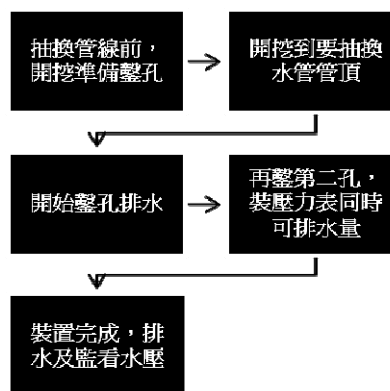 抽換管線前，
開挖準備鑿孔
開挖到要抽換
水管管頂
開始鑿孔排水
再鑿第二孔，
裝壓力表同時
可排水量
裝置完成，排
水及監看水壓